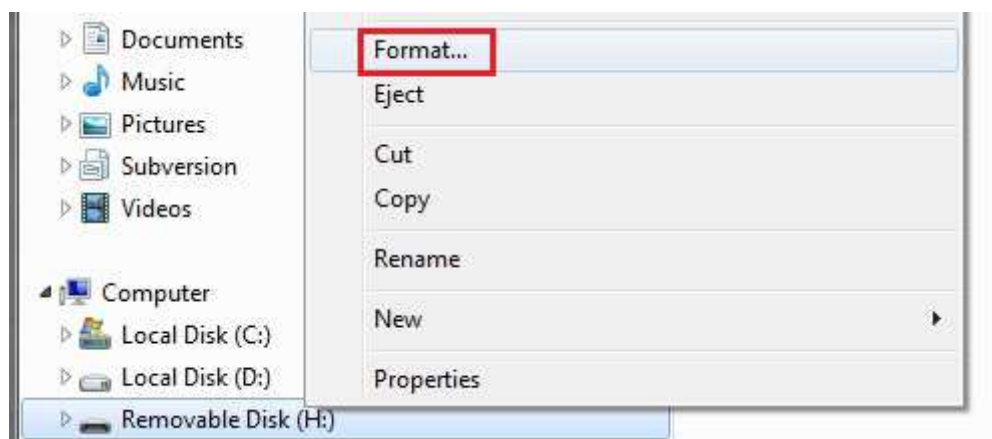 Documents
Music
Pictures
Subversion
Videos
Computer
Local Disk (C:)
Local Disk (D:)
Removable Disk (H:)
Format...
Eject
Cut
Copy
Rename
New
Properties